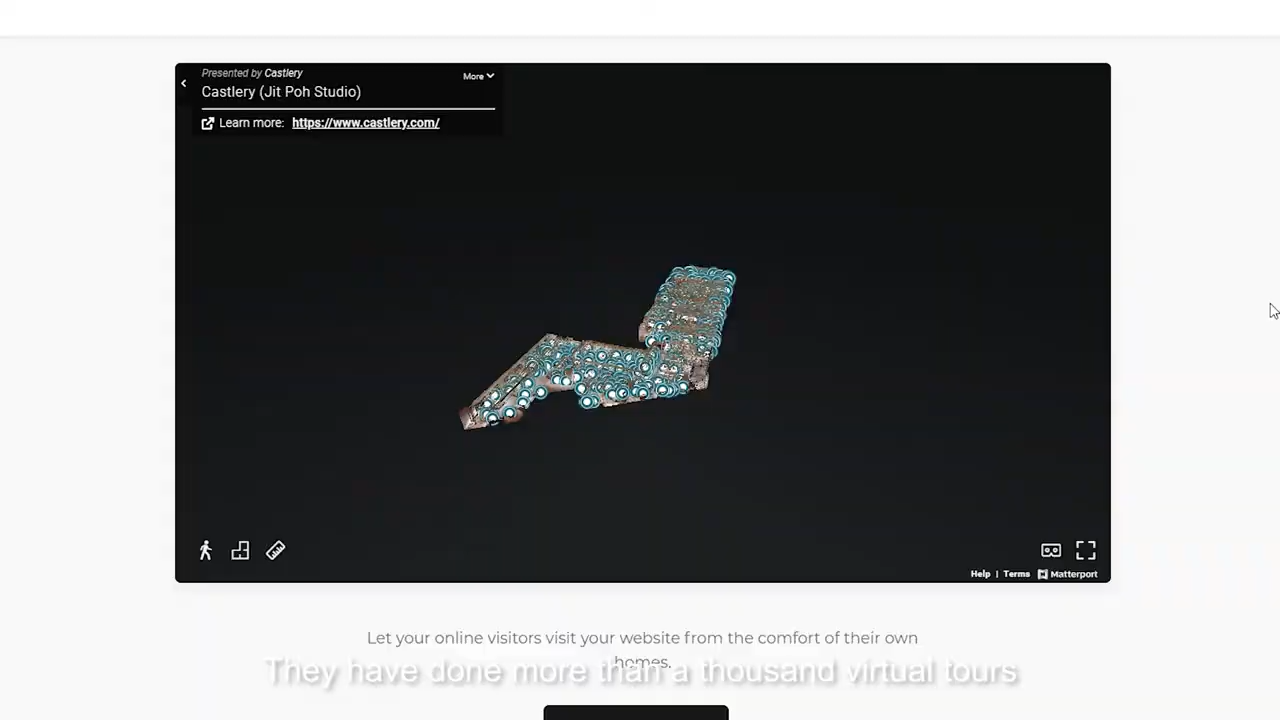 Presented by Castlery
More
Castlery (Jit Poh Studio)
Learn more: https://www.castlery.com/
Help | Terms Matterport
Let your online visitors visit your website from the comfort of their own
homes.
They have done more than a thousand virtual tours